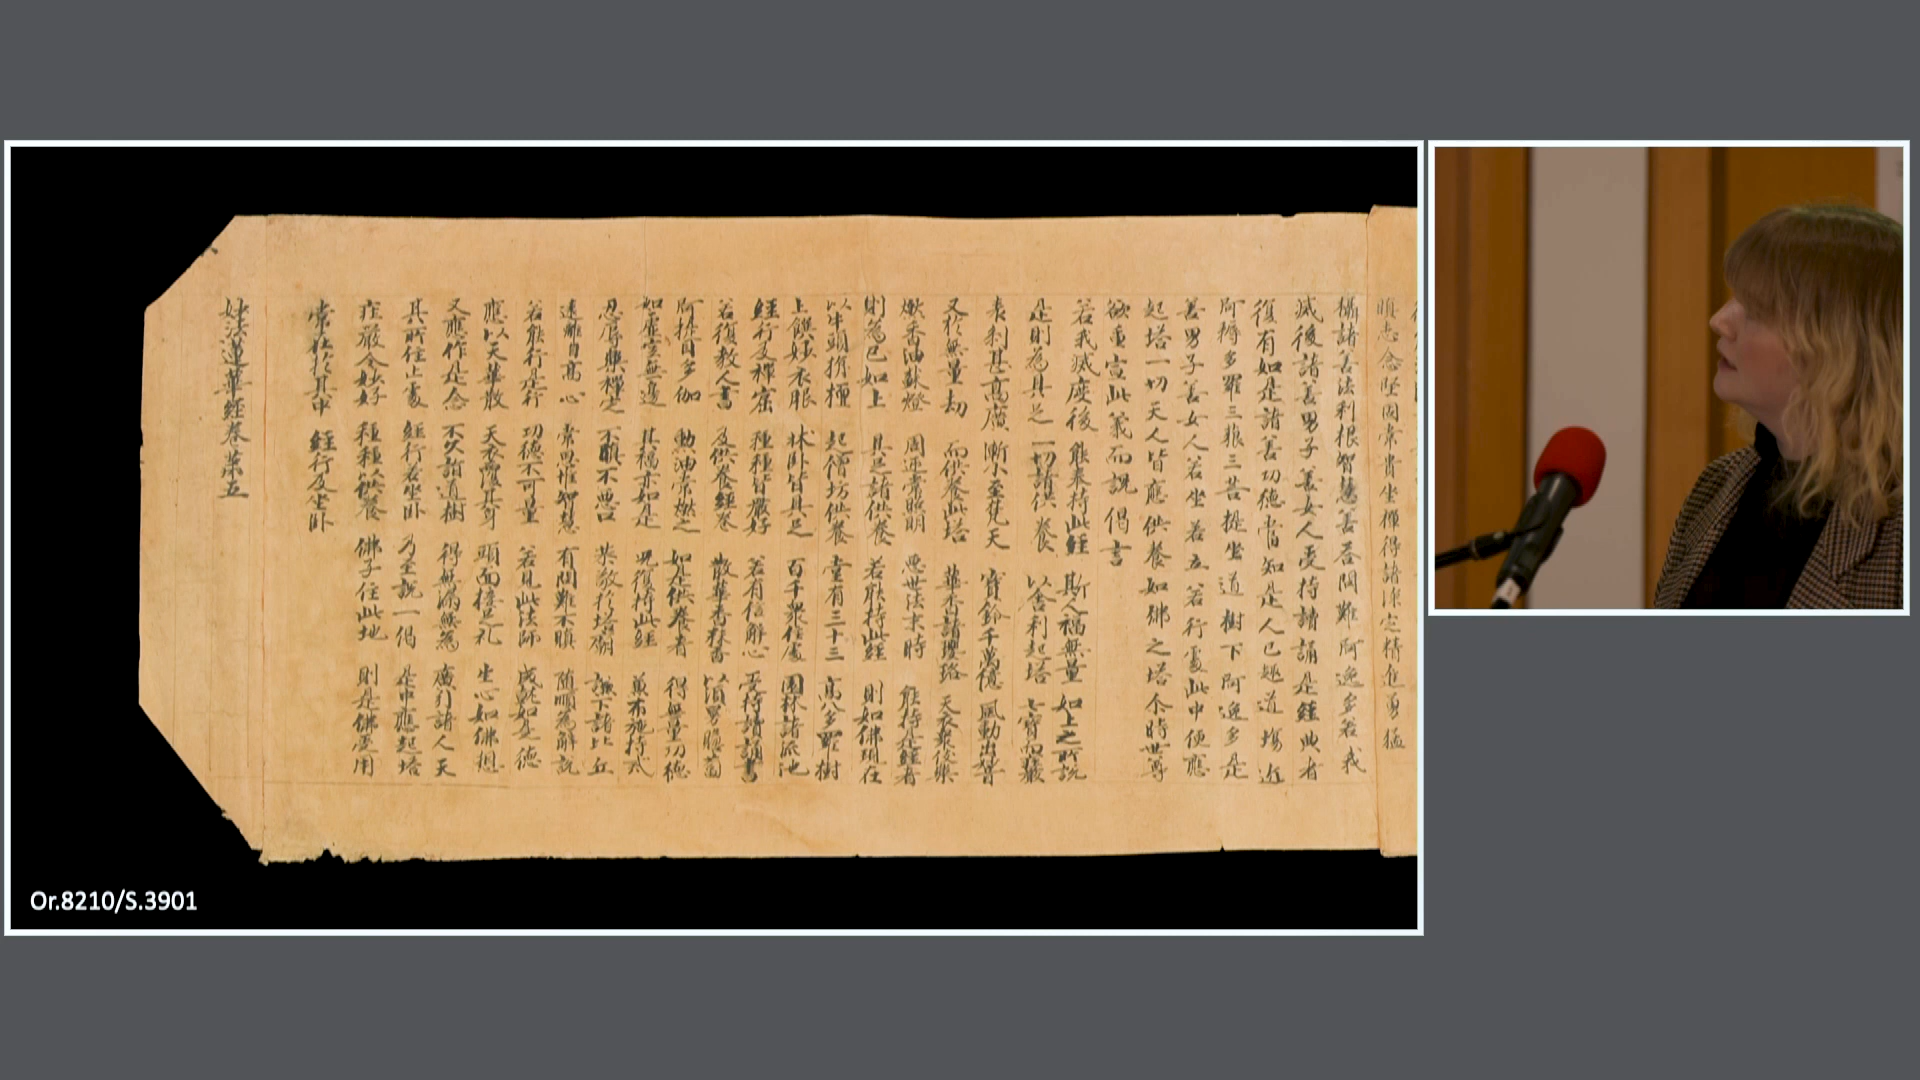 瞋恚念堅固常貴坐禪得諸深定精進勇猛
攝諸善法利根智慧善荅問難阿逸多若我
滅後諸善男子善女人受持讀誦是經典者
復有如是諸善功德當知是人已趣道場近
阿耨多羅三藐三菩提坐道樹下阿逸多是
善男子善女人若坐若立若行處此中便應
起塔一切天人皆應供養如佛之塔尒時世尊
欲重宣此義而說偈言
若我滅度後 能奉持此經 斯人福無量 如上之所說
是則為具足 一切諸供養 以舍利起塔 七寶而莊嚴
表刹甚高廣 漸小至梵天 寶鈴千萬億 風動出妙音
又於無量劫 而供養此塔 華香諸瓔珞 天衣衆伎樂
燃香油蘇燈 周迊常照明 惡世法末時 能持是經者
則為已如上 具足諸供養 若能持此經 則如佛現在
以牛頭栴檀 起僧坊供養 堂有三十三 高八多羅樹
上饌妙衣服 床卧皆具足 百千衆住處 園林諸流池
經行及禪窟 種種皆嚴好 若有信解心 受持讀誦書
若復教人書 及供養經卷 散華香末香 以須曼瞻蔔
阿提目多伽 勳油常燃之 如是供養者 得無量功德
如虛空無邊 其福亦如是 況復持此經 兼布施持戒
忍辱樂禪定 不瞋不惡口 恭敬於塔廟 謙下諸比丘
遠離自高心 常思惟智慧 有問難不瞋 隨順為解說
若能行是行 功德不可量 若見此法師 成就如是德
應以天華散 天衣覆其身 頭面接足礼 生心如佛想
又應作是念 不久詣道樹 得無漏無為 廣利諸人天
其所住止處 經行若坐卧 乃至說一偈 是中應起塔
莊嚴令妙好 種種以供養 佛子住此地 則是佛受用
常在於其中 經行及坐卧
妙法蓮華經卷第五
Or.8210/S.3901